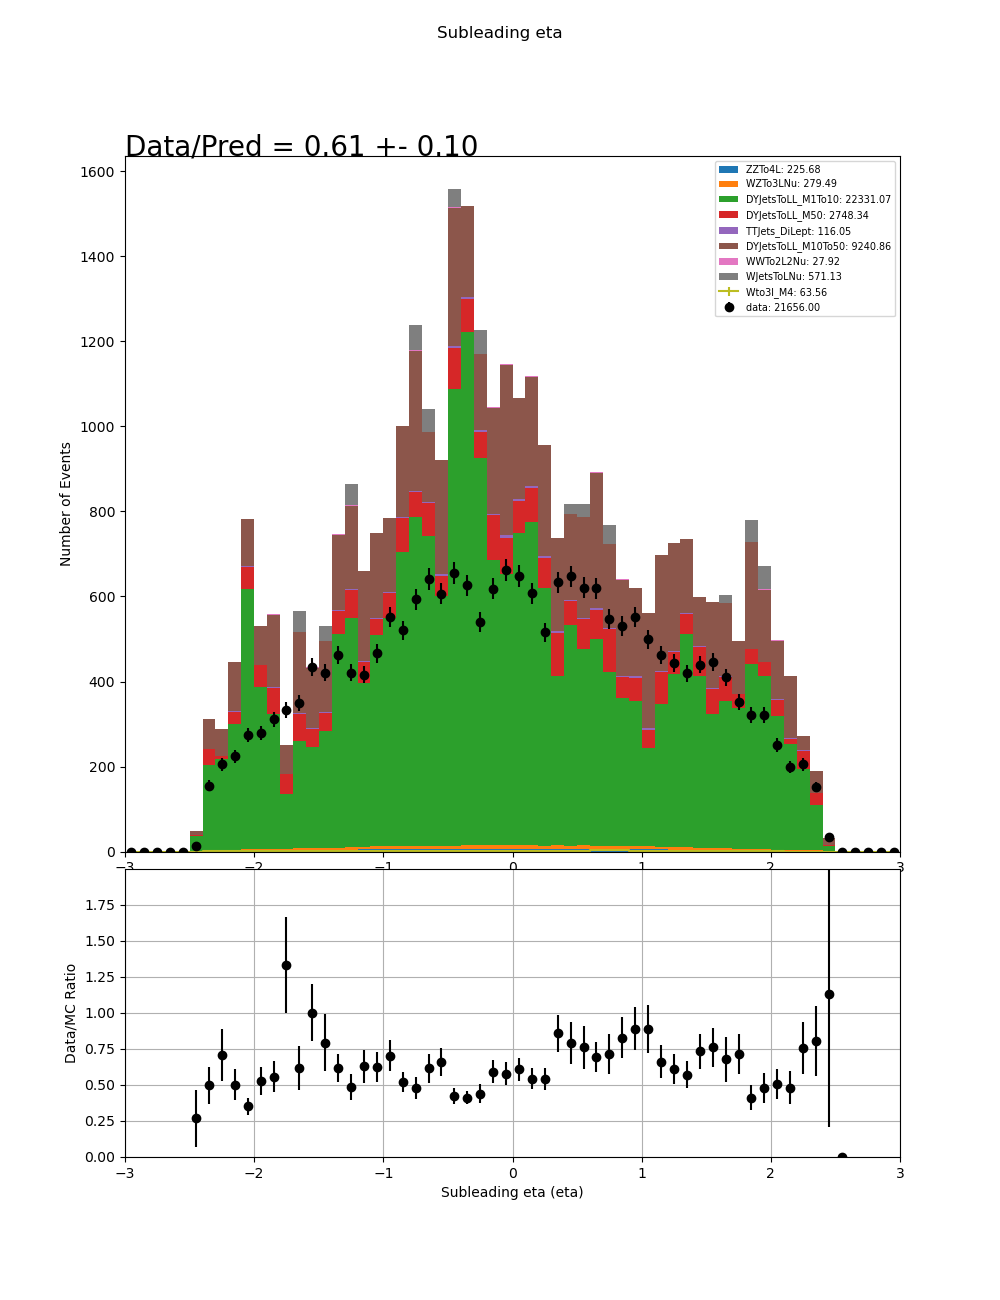 Subleading eta
Data/Pred = 0.61 +- 0.10
ZZTo4L: 225.68
WZTo3LNu: 279.49
DYJetsToLL_M1To10: 22331.07
DYJetsToLL_M50: 2748.34
TTJets_DiLept: 116.05
DYJetsToLL_M10To50: 9240.86
WWTo2L2Nu: 27.92
WJetsToLNu: 571.13
Wto3l_M4: 63.56
data: 21656.00
Number of Events
1600
1400
1200
1000
800
600
400
200
0
−3 −2 −1 0 1 2 3
Data/MC Ratio
1.75
1.50
1.25
1.00
0.75
0.50
0.25
0.00
−3 −2 −1 0 1 2 3
Subleading eta (eta)